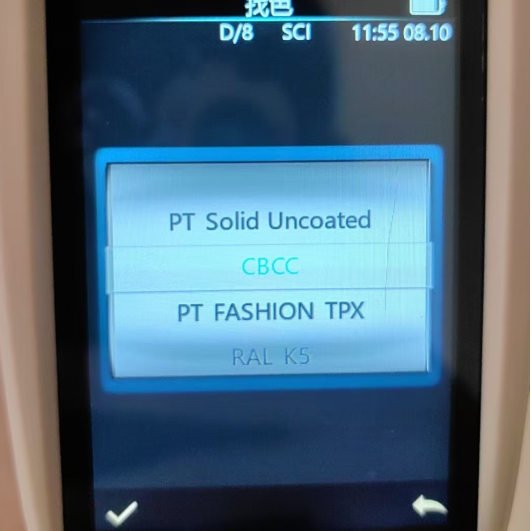 找色
D/8 SCI 11:55 08.10
PT Solid Uncoated
CBCC
PT FASHION TPX
RAL K5